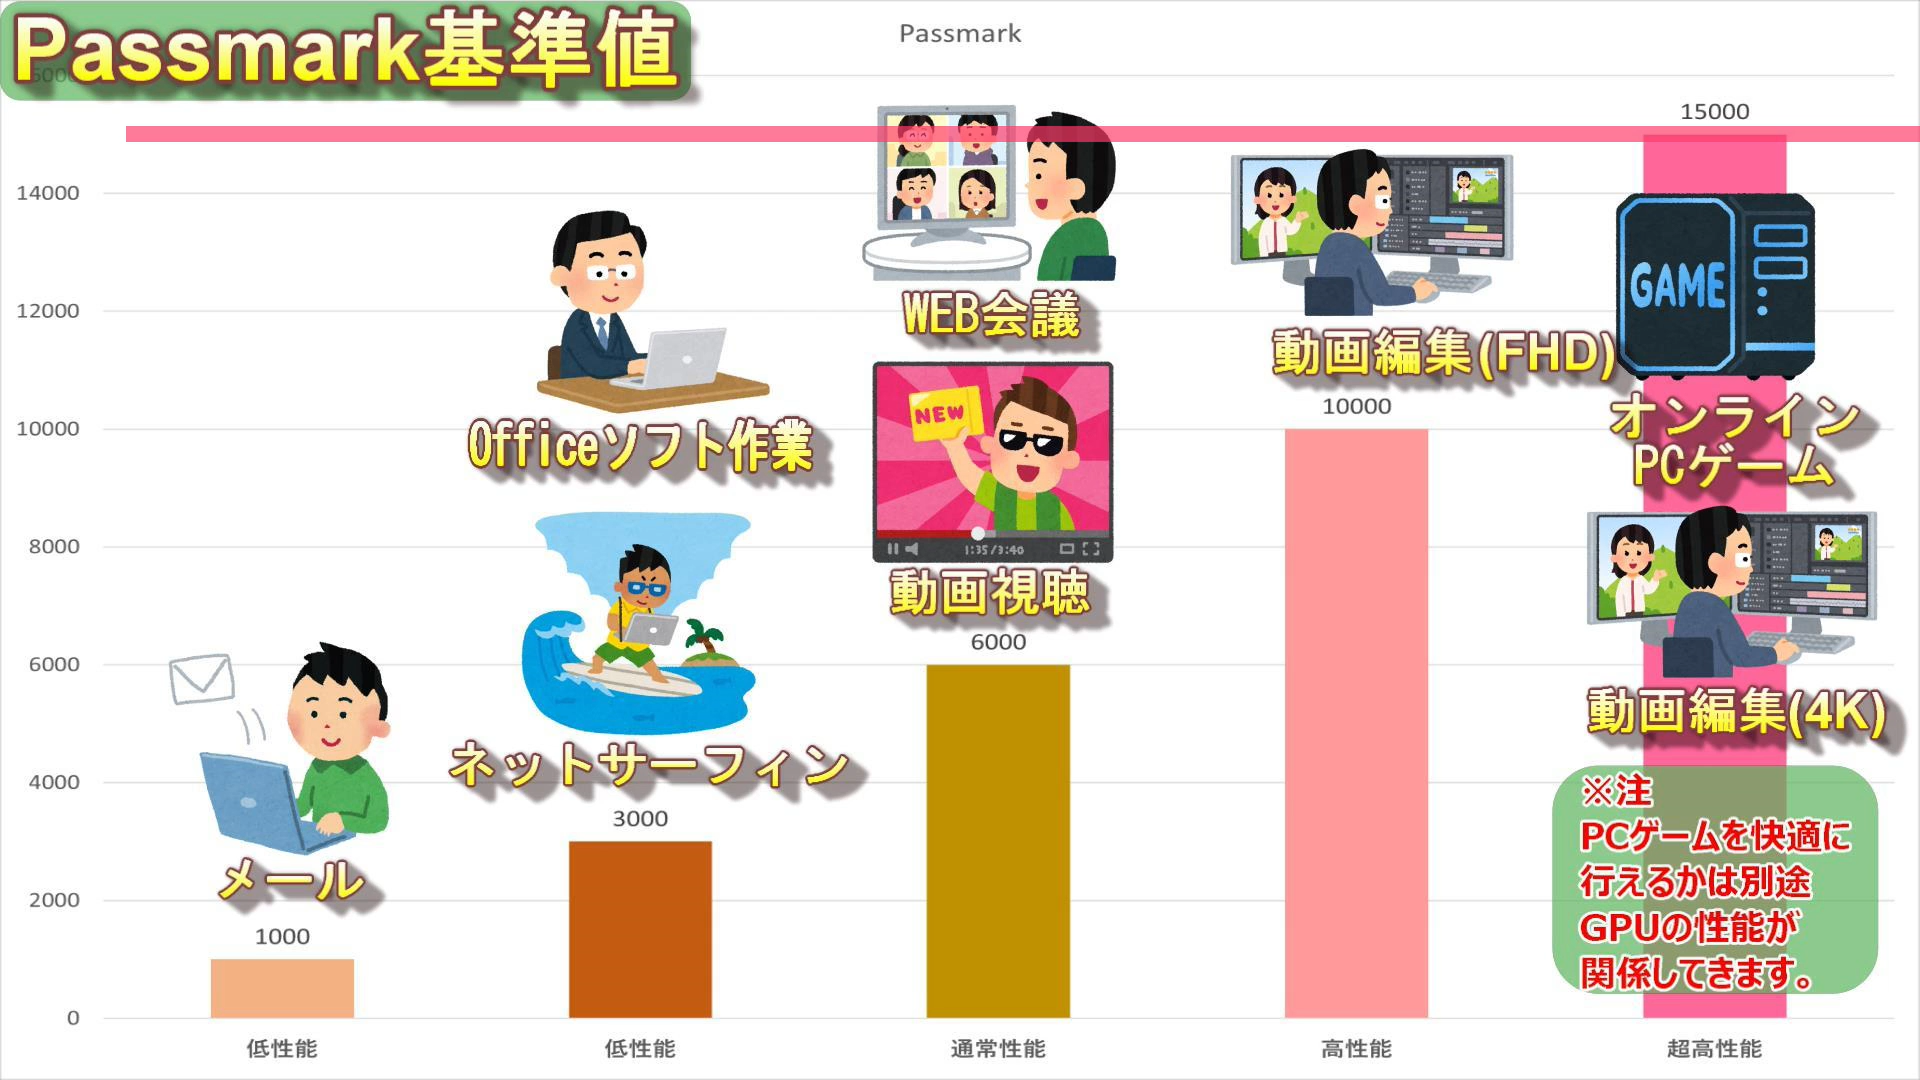 Passmark基準値
Passmark
15000
14000
12000
10000
8000
6000
4000
2000
0
GAME
WEB会議
動画編集(FHD)
10000
オンライン
PCゲーム
Officeソフト作業
NEW
1:35/3:40
動画視聴
6000
動画編集(4K)
ネットサーフィン
3000
メール
1000
※注
PCゲームを快適に
行えるかは別途
GPUの性能が
関係してきます。
低性能
低性能
通常性能
高性能
超高性能